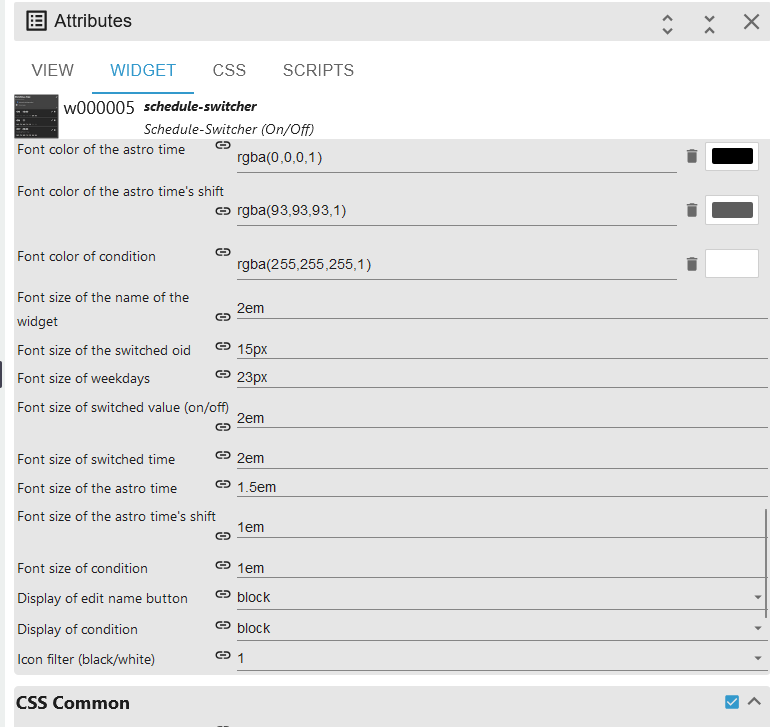 Attributes
VIEW WIDGET CSS SCRIPTS
w000005 schedule-switcher
Schedule-Switcher (On/Off)
Font color of the astro time rgba(0,0,0,1)
Font color of the astro time's shift
rgba(93,93,93,1)
Font color of condition rgba(255,255,255,1)
Font size of the name of the
widget 2em
Font size of the switched oid 15px
Font size of weekdays 23px
Font size of switched value (on/off)
2em
Font size of switched time 2em
Font size of the astro time 1.5em
Font size of the astro time's shift
1em
Font size of condition 1em
Display of edit name button block
Display of condition block
Icon filter (black/white) 1
CSS Common